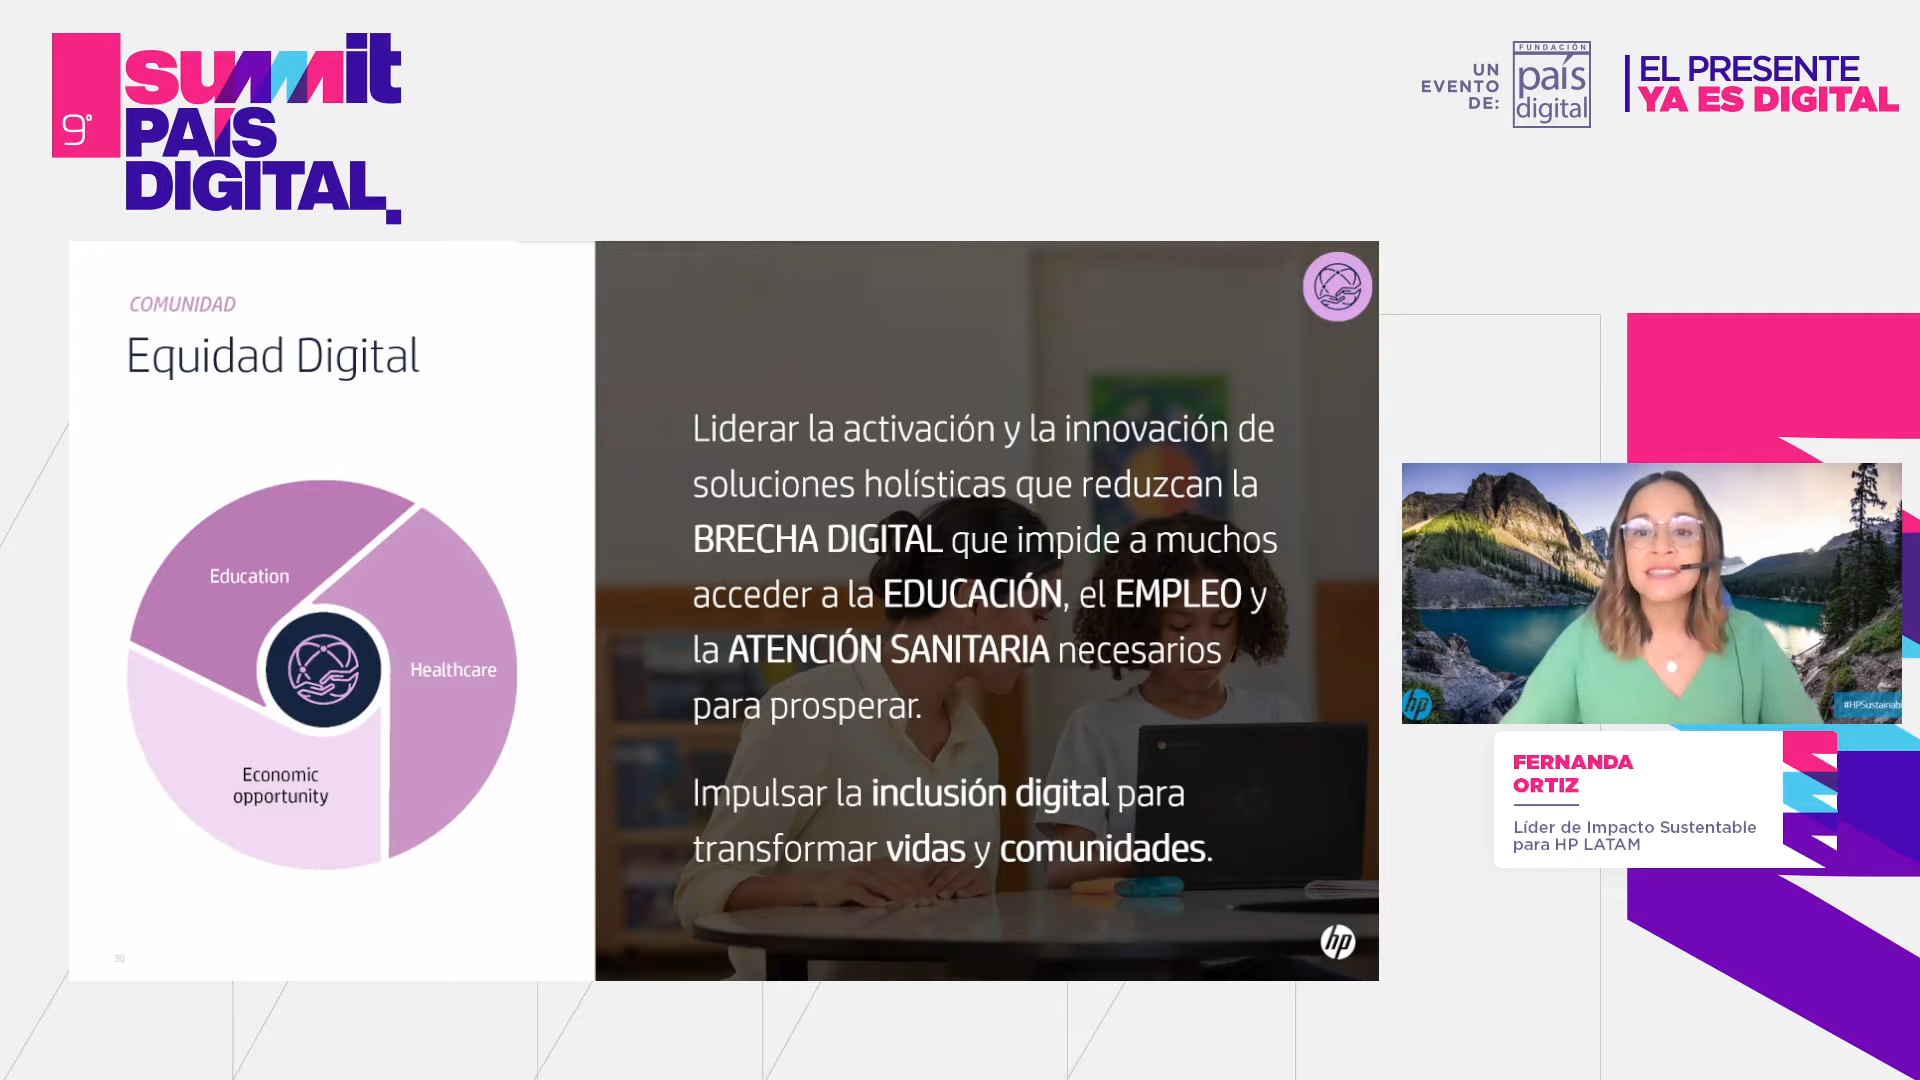 9°
summit
PAÍS
DIGITAL.
UN
EVENTO
DE:
FUNDACIÓN
país
digital
EL PRESENTE
YA ES DIGITAL
COMUNIDAD
Equidad Digital
Education
Healthcare
Economic
opportunity
30
Liderar la activación y la innovación de
soluciones holísticas que reduzcan la
BRECHA DIGITAL que impide a muchos
acceder a la EDUCACIÓN, el EMPLEO y
la ATENCIÓN SANITARIA necesarios
para prosperar.
Impulsar la inclusión digital para
transformar vidas y comunidades.
hp
hp
#HPSustainab
FERNANDA
ORTIZ
Líder de Impacto Sustentable
para HP LATAM